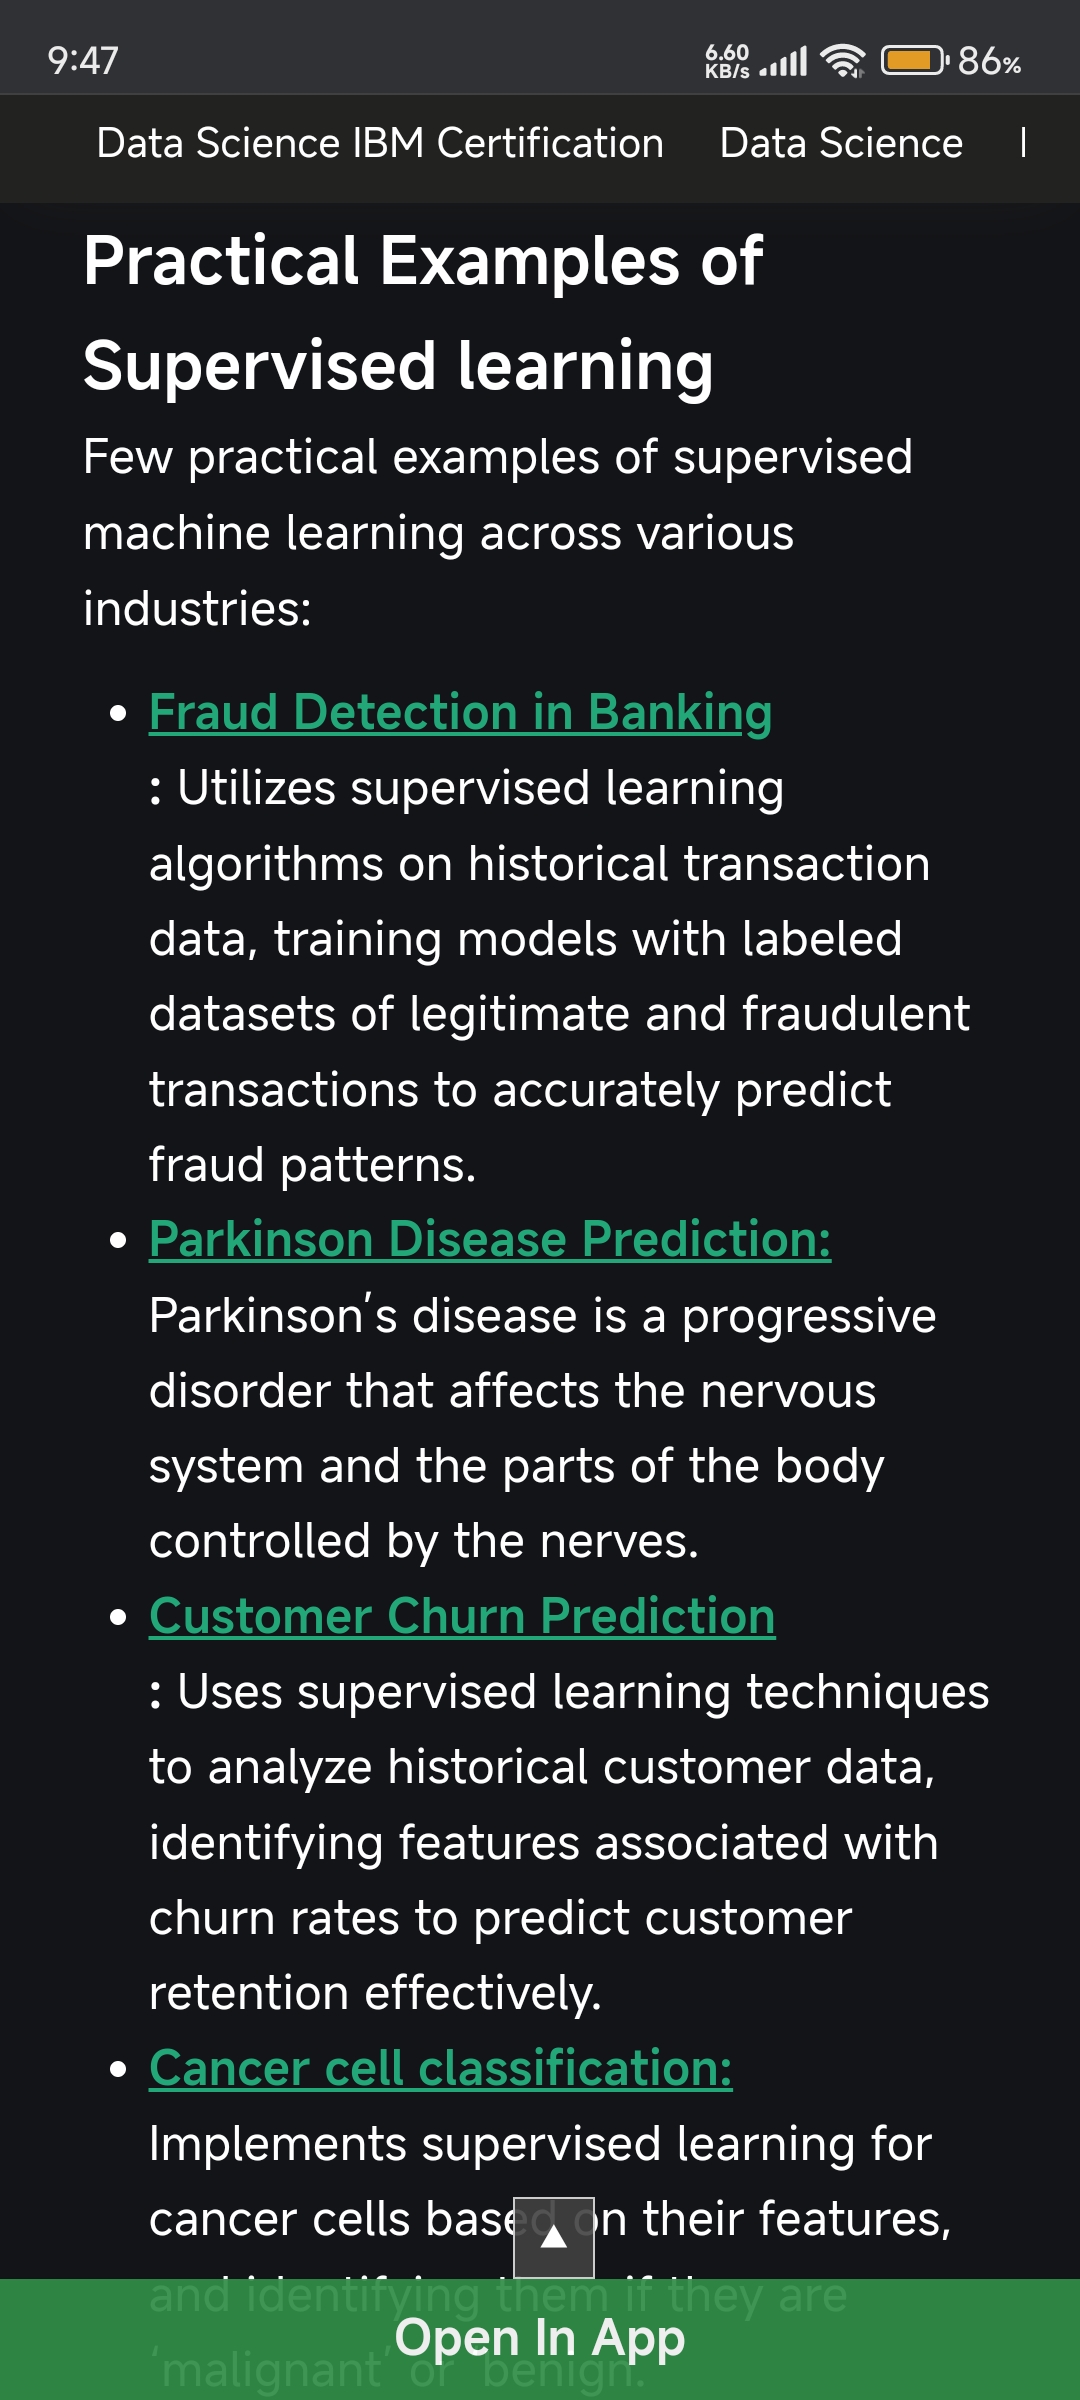 9:47
6.60
KB/s
86%
Data Science IBM Certification Data Science
Practical Examples of
Supervised learning
Few practical examples of supervised
machine learning across various
industries:
• Fraud Detection in Banking
: Utilizes supervised learning
algorithms on historical transaction
data, training models with labeled
datasets of legitimate and fraudulent
transactions to accurately predict
fraud patterns.
• Parkinson Disease Prediction:
Parkinson's disease is a progressive
disorder that affects the nervous
system and the parts of the body
controlled by the nerves.
• Customer Churn Prediction
: Uses supervised learning techniques
to analyze historical customer data,
identifying features associated with
churn rates to predict customer
retention effectively.
• Cancer cell classification:
Implements supervised learning for
cancer cells based on their features,
and identifying them if they are
'malignant' or 'benign.
Open In App